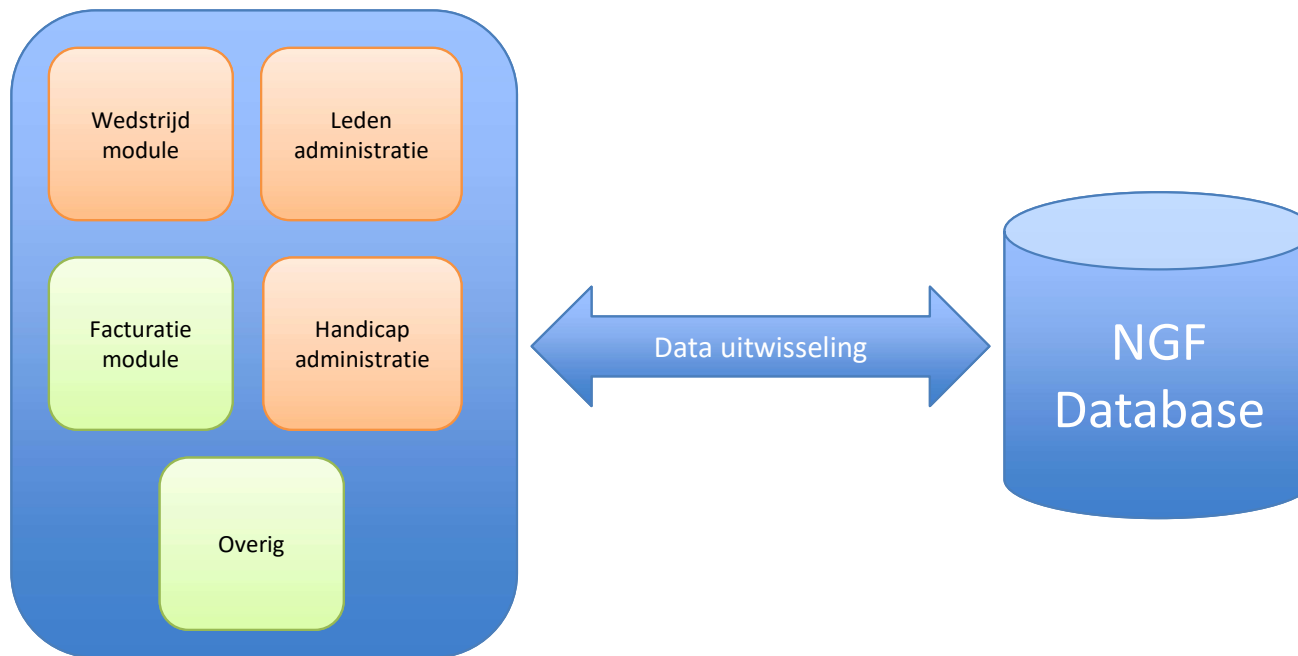 Wedstrijd
module
Leden
administratie
Facturatie
module
Handicap
administratie
Overig
Data uitwisseling
NGF
Database